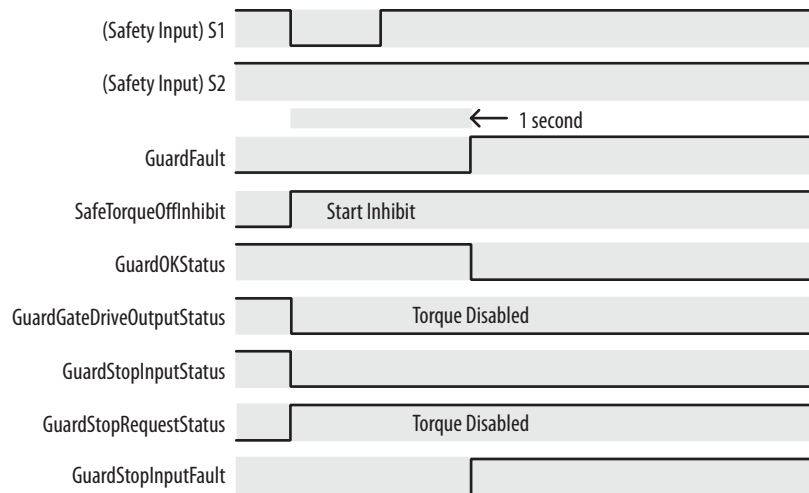 (Safety Input) S1
(Safety Input) S2
1 second
GuardFault
SafeTorqueOffInhibit
Start Inhibit
GuardOKStatus
GuardGateDriveOutputStatus
Torque Disabled
GuardStopInputStatus
GuardStopRequestStatus
Torque Disabled
GuardStopInputFault